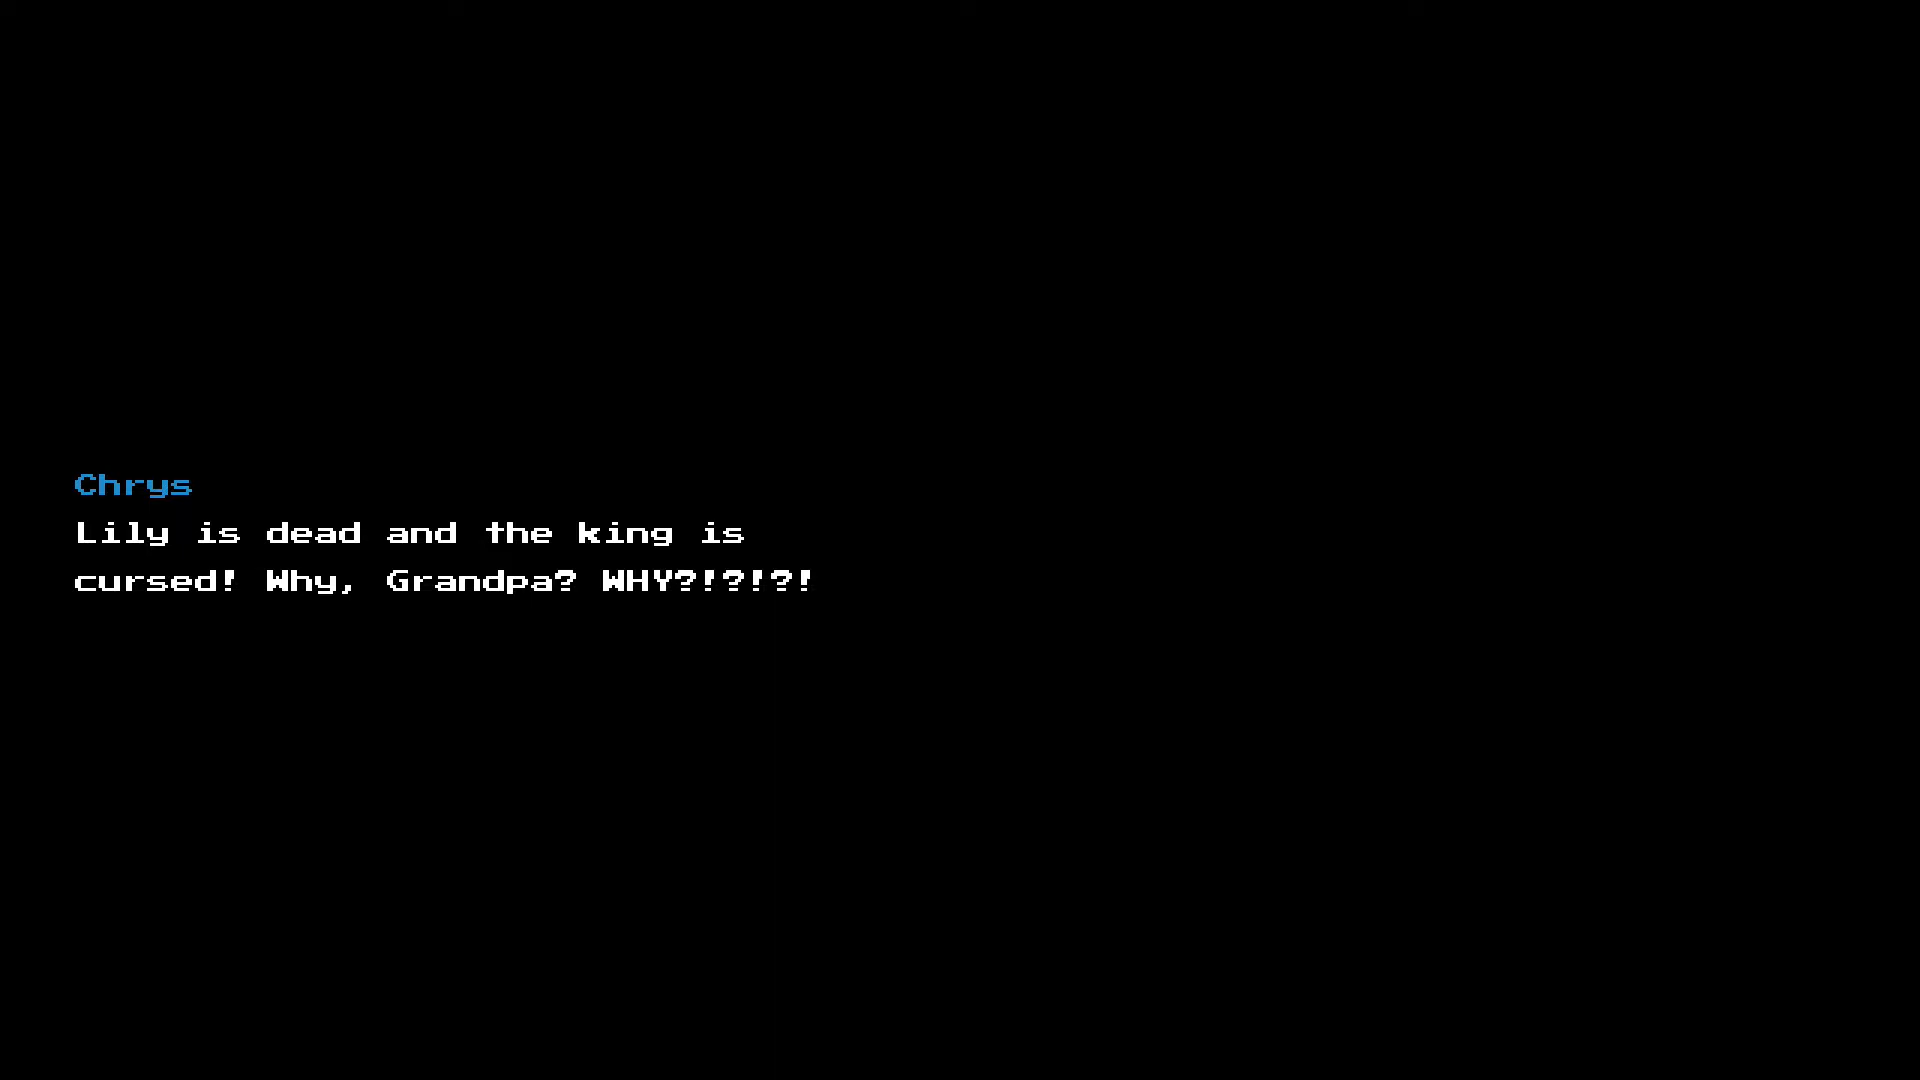 Chrys
Lily is dead and the king is
cursed! Why, Grandpa? WHY?!?!?!